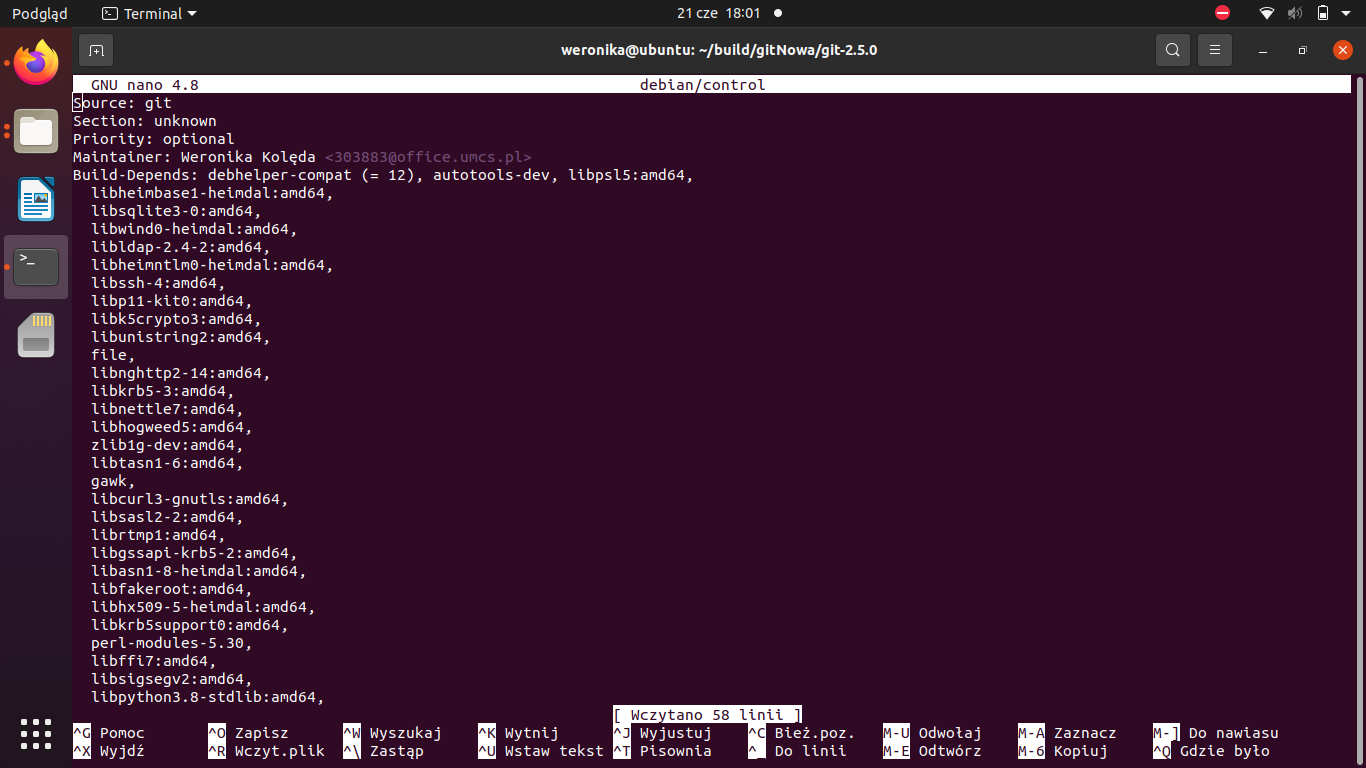 Podgląd Terminal 21 cze 18:01
weronika@ubuntu: ~/build/gitNowa/git-2.5.0
GNU nano 4.8 debian/control
Source: git
Section: unknown
Priority: optional
Maintainer: Weronika Kolęda <303883@office.umcs.pl>
Build-Depends: debhelper-compat (= 12), autotools-dev, libpsl5:amd64,
libheimbase1-heimdal:amd64,
libsqlite3-0:amd64,
libwind0-heimdal:amd64,
libldap-2.4-2:amd64,
libheimntlm0-heimdal:amd64,
libssh-4:amd64,
libp11-kit0:amd64,
libk5crypto3:amd64,
libunistring2:amd64,
file,
libnghttp2-14:amd64,
libkrb5-3:amd64,
libnettle7:amd64,
libhogweed5:amd64,
zlib1g-dev:amd64,
libtasn1-6:amd64,
gawk,
libcurl3-gnutls:amd64,
libsasl2-2:amd64,
librtmp1:amd64,
libgssapi-krb5-2:amd64,
libasn1-8-heimdal:amd64,
libfakeroot:amd64,
libhx509-5-heimdal:amd64,
libkrb5support0:amd64,
perl-modules-5.30,
libffi7:amd64,
libsigsegv2:amd64,
libpython3.8-stdlib:amd64,
[ Wczytano 58 linii ]
^G Pomoc ^O Zapisz ^W Wyszukaj ^K Wytnij ^J Wyjustuj ^C Bież.poz. M-U Odwołaj M-A Zaznacz M-] Do nawiasu
^X Wyjdź ^R Wczyt.plik ^\ Zastąp ^U Wstaw tekst ^T Pisownia ^_ Do linii M-E Odtwórz M-6 Kopiuj ^Q Gdzie było